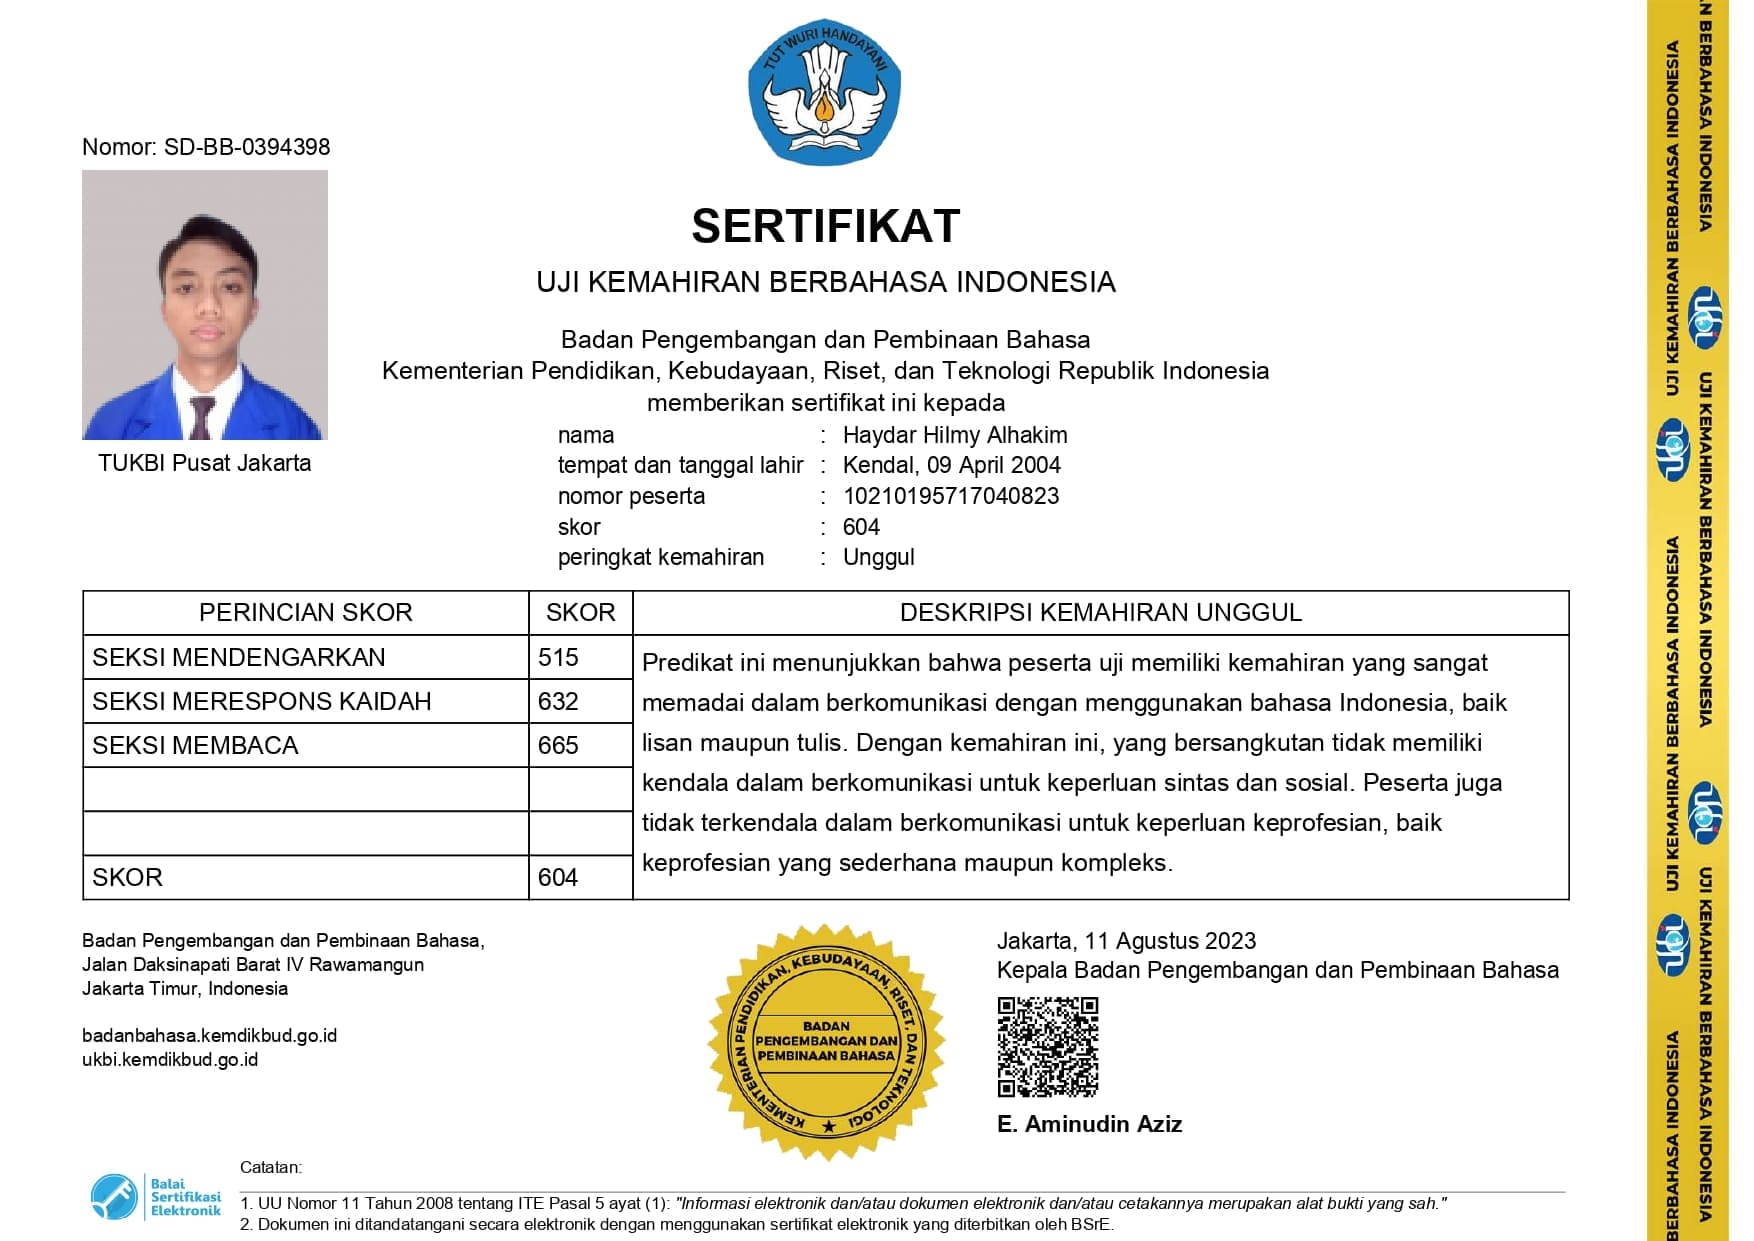 TUT WURI HANDAYANI
Nomor: SD-BB-0394398
SERTIFIKAT
UJI KEMAHIRAN BERBAHASA INDONESIA
Badan Pengembangan dan Pembinaan Bahasa
Kementerian Pendidikan, Kebudayaan, Riset, dan Teknologi Republik Indonesia
memberikan sertifikat ini kepada
TUKBI Pusat Jakarta
nama : Haydar Hilmy Alhakim
tempat dan tanggal lahir : Kendal, 09 April 2004
nomor peserta : 10210195717040823
skor : 604
peringkat kemahiran : Unggul
PERINCIAN SKOR SKOR DESKRIPSI KEMAHIRAN UNGGUL
SEKSI MENDENGARKAN 515
SEKSI MERESPONS KAIDAH 632
SEKSI MEMBACA 665
SKOR 604
Predikat ini menunjukkan bahwa peserta uji memiliki kemahiran yang sangat
memadai dalam berkomunikasi dengan menggunakan bahasa Indonesia, baik
lisan maupun tulis. Dengan kemahiran ini, yang bersangkutan tidak memiliki
kendala dalam berkomunikasi untuk keperluan sintas dan sosial. Peserta juga
tidak terkendala dalam berkomunikasi untuk keperluan keprofesian, baik
keprofesian yang sederhana maupun kompleks.
Badan Pengembangan dan Pembinaan Bahasa,
Jalan Daksinapati Barat IV Rawamangun
Jakarta Timur, Indonesia
badanbahasa.kemdikbud.go.id
ukbi.kemdikbud.go.id
KEMENTERIAN PENDIDIKAN, KEBUDAYAAN, RISET, DAN TEKNOLOGI
BADAN
PENGEMBANGAN DAN
PEMBINAAN BAHASA
Jakarta, 11 Agustus 2023
Kepala Badan Pengembangan dan Pembinaan Bahasa
E. Aminudin Aziz
Balai
Sertifikasi
Elektronik
Catatan:
1. UU Nomor 11 Tahun 2008 tentang ITE Pasal 5 ayat (1): "Informasi elektronik dan/atau dokumen elektronik dan/atau cetakannya merupakan alat bukti yang sah."
2. Dokumen ini ditandatangani secara elektronik dengan menggunakan sertifikat elektronik yang diterbitkan oleh BSrE.
UJI KEMAHIRAN BERBAHASA INDONESIA
ukbi
UJI KEMAHIRAN BERBAHASA INDONESIA
ukbi
BERBAHASA INDONESIA
N BERBAHASA INDONESIA
ukbi
UJI KEMAHIRAN BERBAHASA INDONESIA
ukbi
UJI KEMAHIRAN BERBAHASA INDONESIA